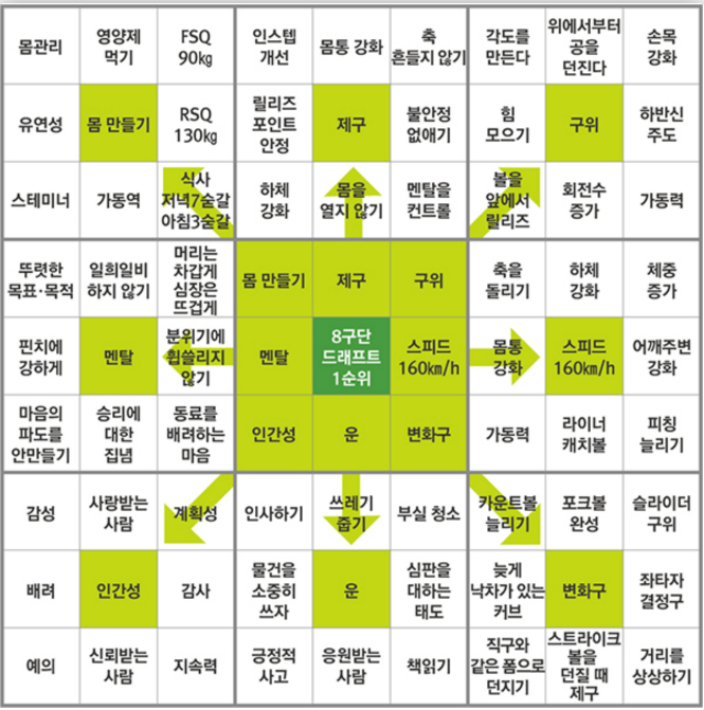 몸관리
영양제
먹기
FSQ
90kg
인스텝
개선
몸통 강화
축
흔들지 않기
각도를
만든다
위에서부터
공을
던진다
손목
강화
유연성
몸 만들기
RSQ
130kg
릴리즈
포인트
안정
제구
불안정
없애기
힘
모으기
구위
하반신
주도
스테미너
가동역
식사
저녁7숟갈
아침3숟갈
하체
강화
몸을
열지 않기
멘탈을
컨트롤
볼을
앞에서
릴리즈
회전수
증가
가동력
뚜렷한
목표·목적
일희일비
하지 않기
머리는
차갑게
심장은
뜨겁게
몸 만들기
제구
구위
축을
돌리기
하체
강화
체중
증가
핀치에
강하게
멘탈
분위기에
휩쓸리지
않기
멘탈
8구단
드래프트
1순위
스피드
160km/h
몸통
강화
스피드
160km/h
어깨주변
강화
마음의
파도를
안만들기
승리에
대한
집념
동료를
배려하는
마음
인간성
운
변화구
가동력
라이너
캐치볼
피칭
늘리기
감성
사랑받는
사람
계획성
인사하기
쓰레기
줍기
부실 청소
카운트볼
늘리기
포크볼
완성
슬라이더
구위
배려
인간성
감사
물건을
소중히
쓰자
운
심판을
대하는
태도
늦게
낙차가 있는
커브
변화구
좌타자
결정구
예의
신뢰받는
사람
지속력
긍정적
사고
응원받는
사람
책읽기
직구와
같은 폼으로
던지기
스트라이크
볼을
던질 때
제구
거리를
상상하기